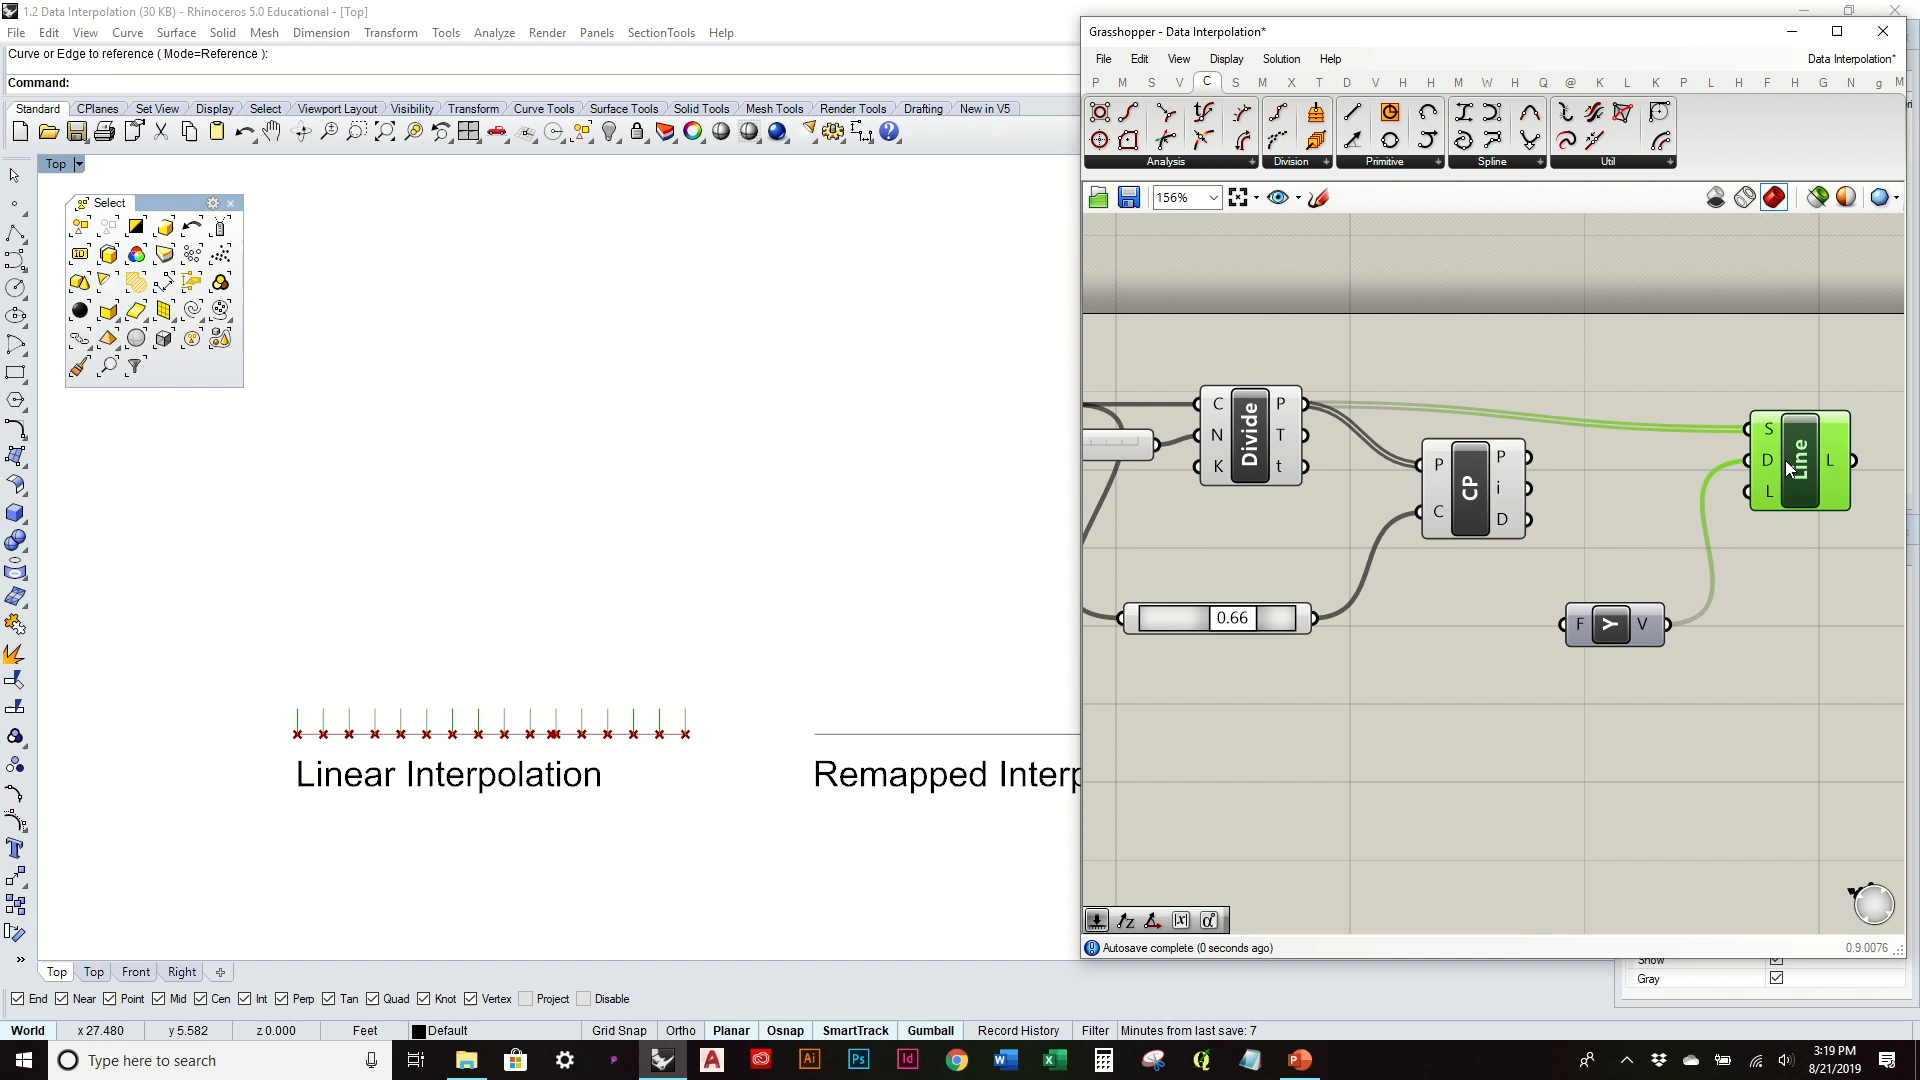 1.2 Data Interpolation (30 KB) - Rhinoceros 5.0 Educational - [Top]
File Edit View Curve Surface Solid Mesh Dimension Transform Tools Analyze Render Panels SectionTools Help
Curve or Edge to reference ( Mode=Reference ):
Command:
Standard CPlanes Set View Display Select Viewport Layout Visibility Transform Curve Tools Surface Tools Solid Tools Mesh Tools Render Tools Drafting New in V5
Top
Select
Linear Interpolation
Remapped Interp
Grasshopper - Data Interpolation*
File Edit View Display Solution Help
Data Interpolation*
P M S V C S M X T D V H H M W H Q @ K L K P L H F H G N g M
Analysis Division Primitive Spline Util
156%
C N K Divide P T t
P C CP P i D
S D L Line L
0.66
F Y V
Autosave complete (0 seconds ago)
0.9.0076
Show
Gray
Top Top Front Right
End Near Point Mid Cen Int Perp Tan Quad Knot Vertex Project Disable
World x 27.480 y 5.582 z 0.000 Feet Default Grid Snap Ortho Planar Osnap SmartTrack Gumball Record History Filter Minutes from last save: 7
Type here to search
3:19 PM
8/21/2019